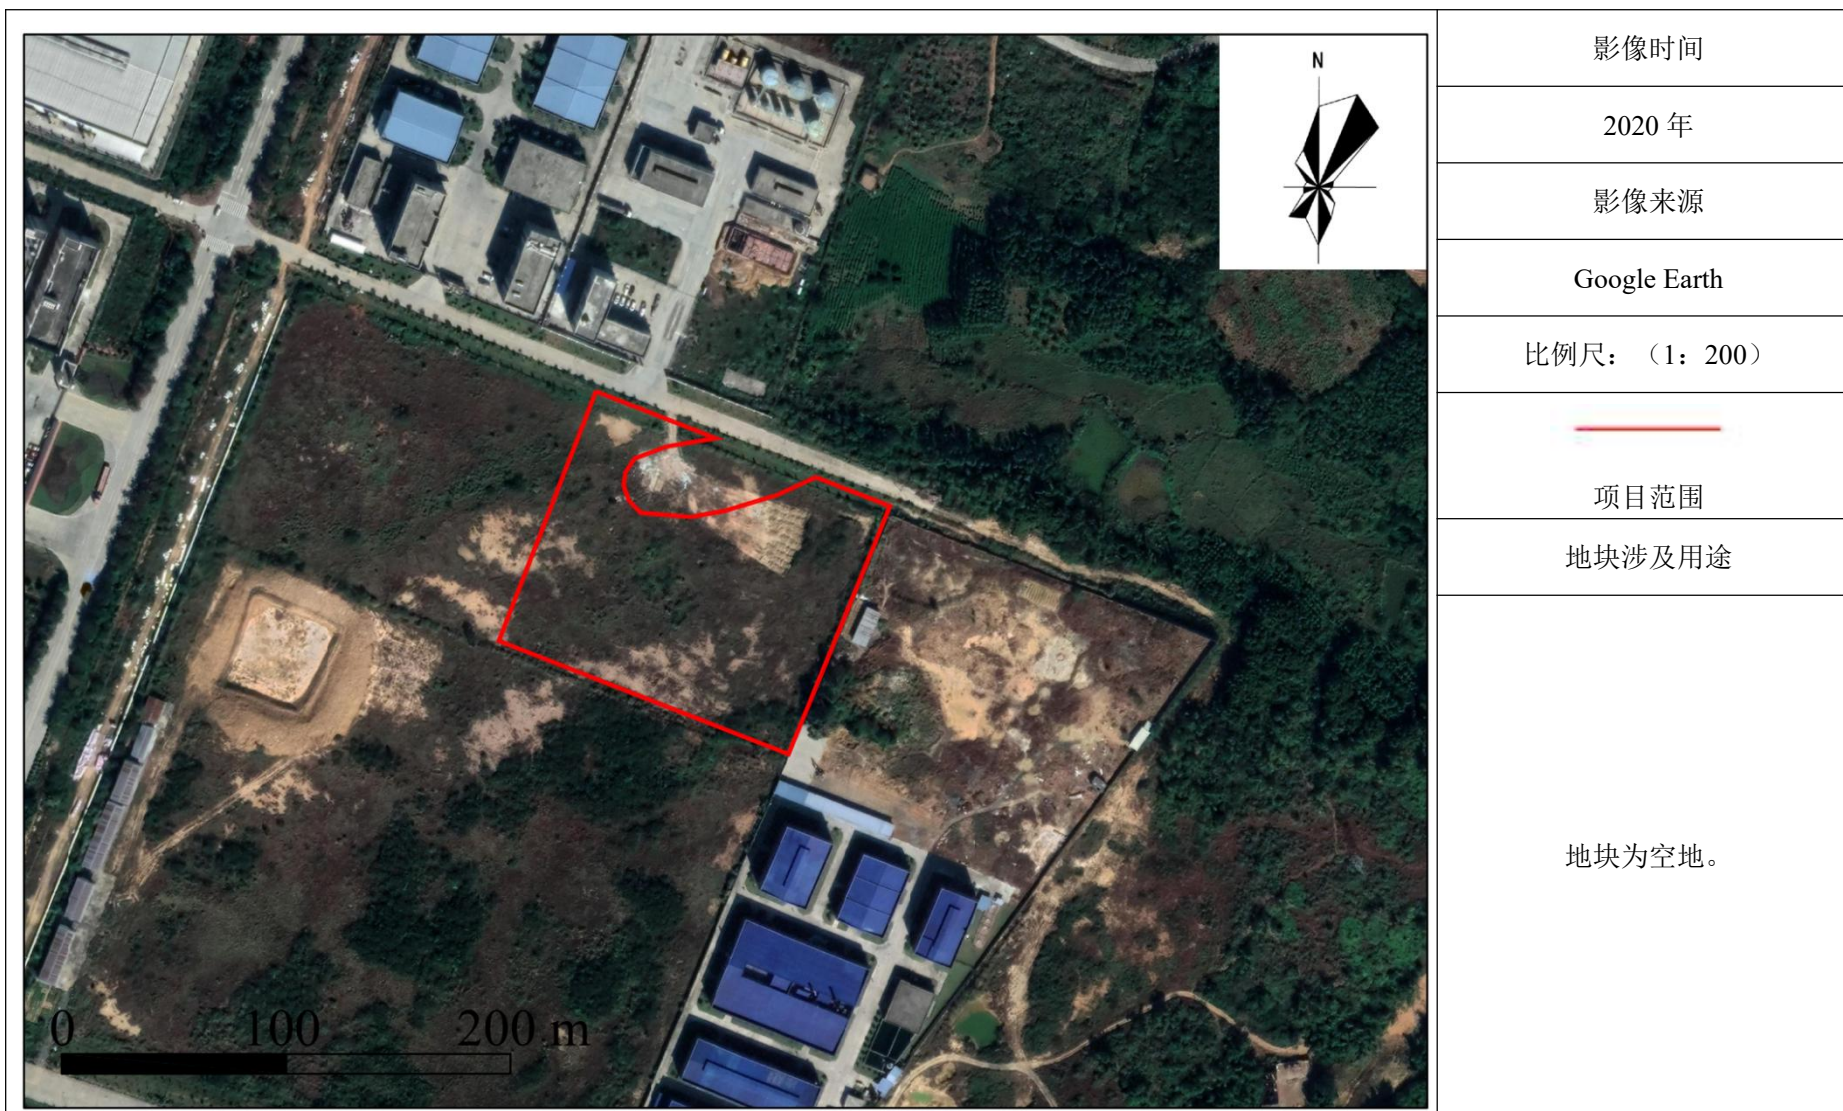 N
0 100 200 m
影像时间
2020 年
影像来源
Google Earth
比例尺：（1：200）
项目范围
地块涉及用途
地块为空地。